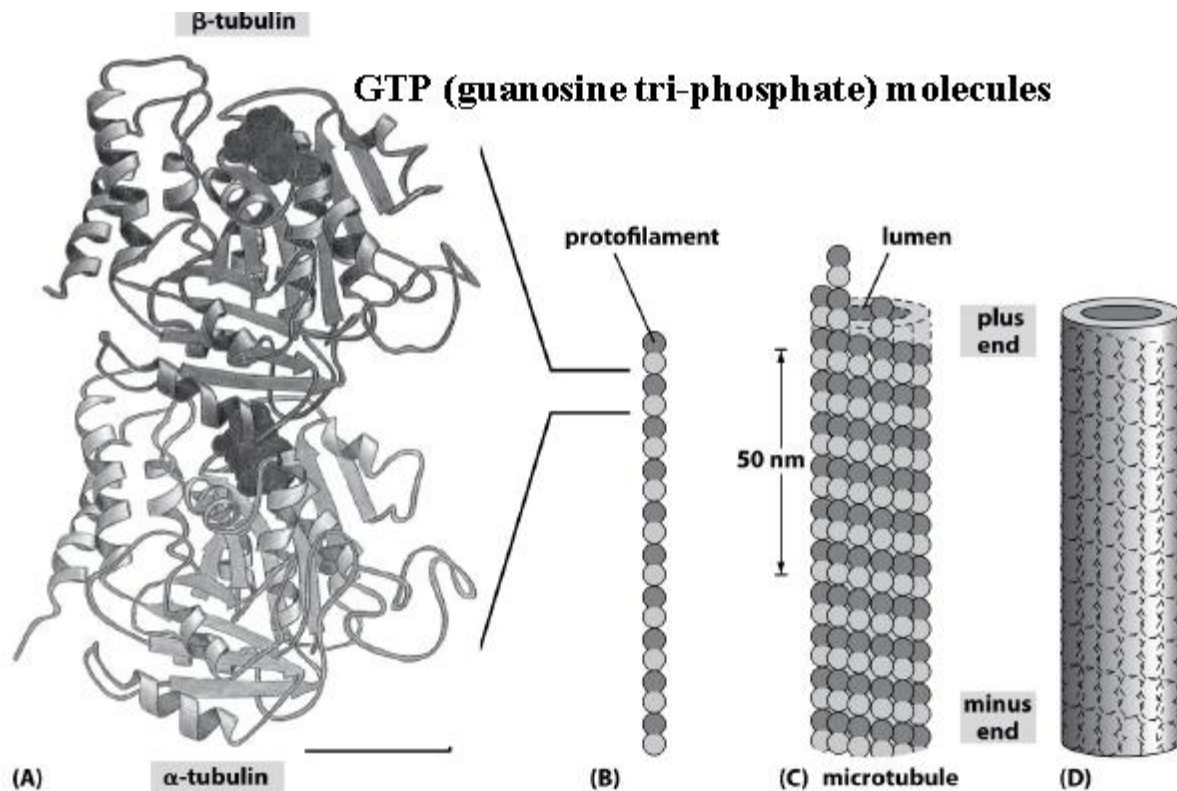 β-tubulin
GTP (guanosine tri-phosphate) molecules
protofilament
lumen
plus
end
50 nm
minus
end
(A)
α-tubulin
(B)
(C)
microtubule
(D)